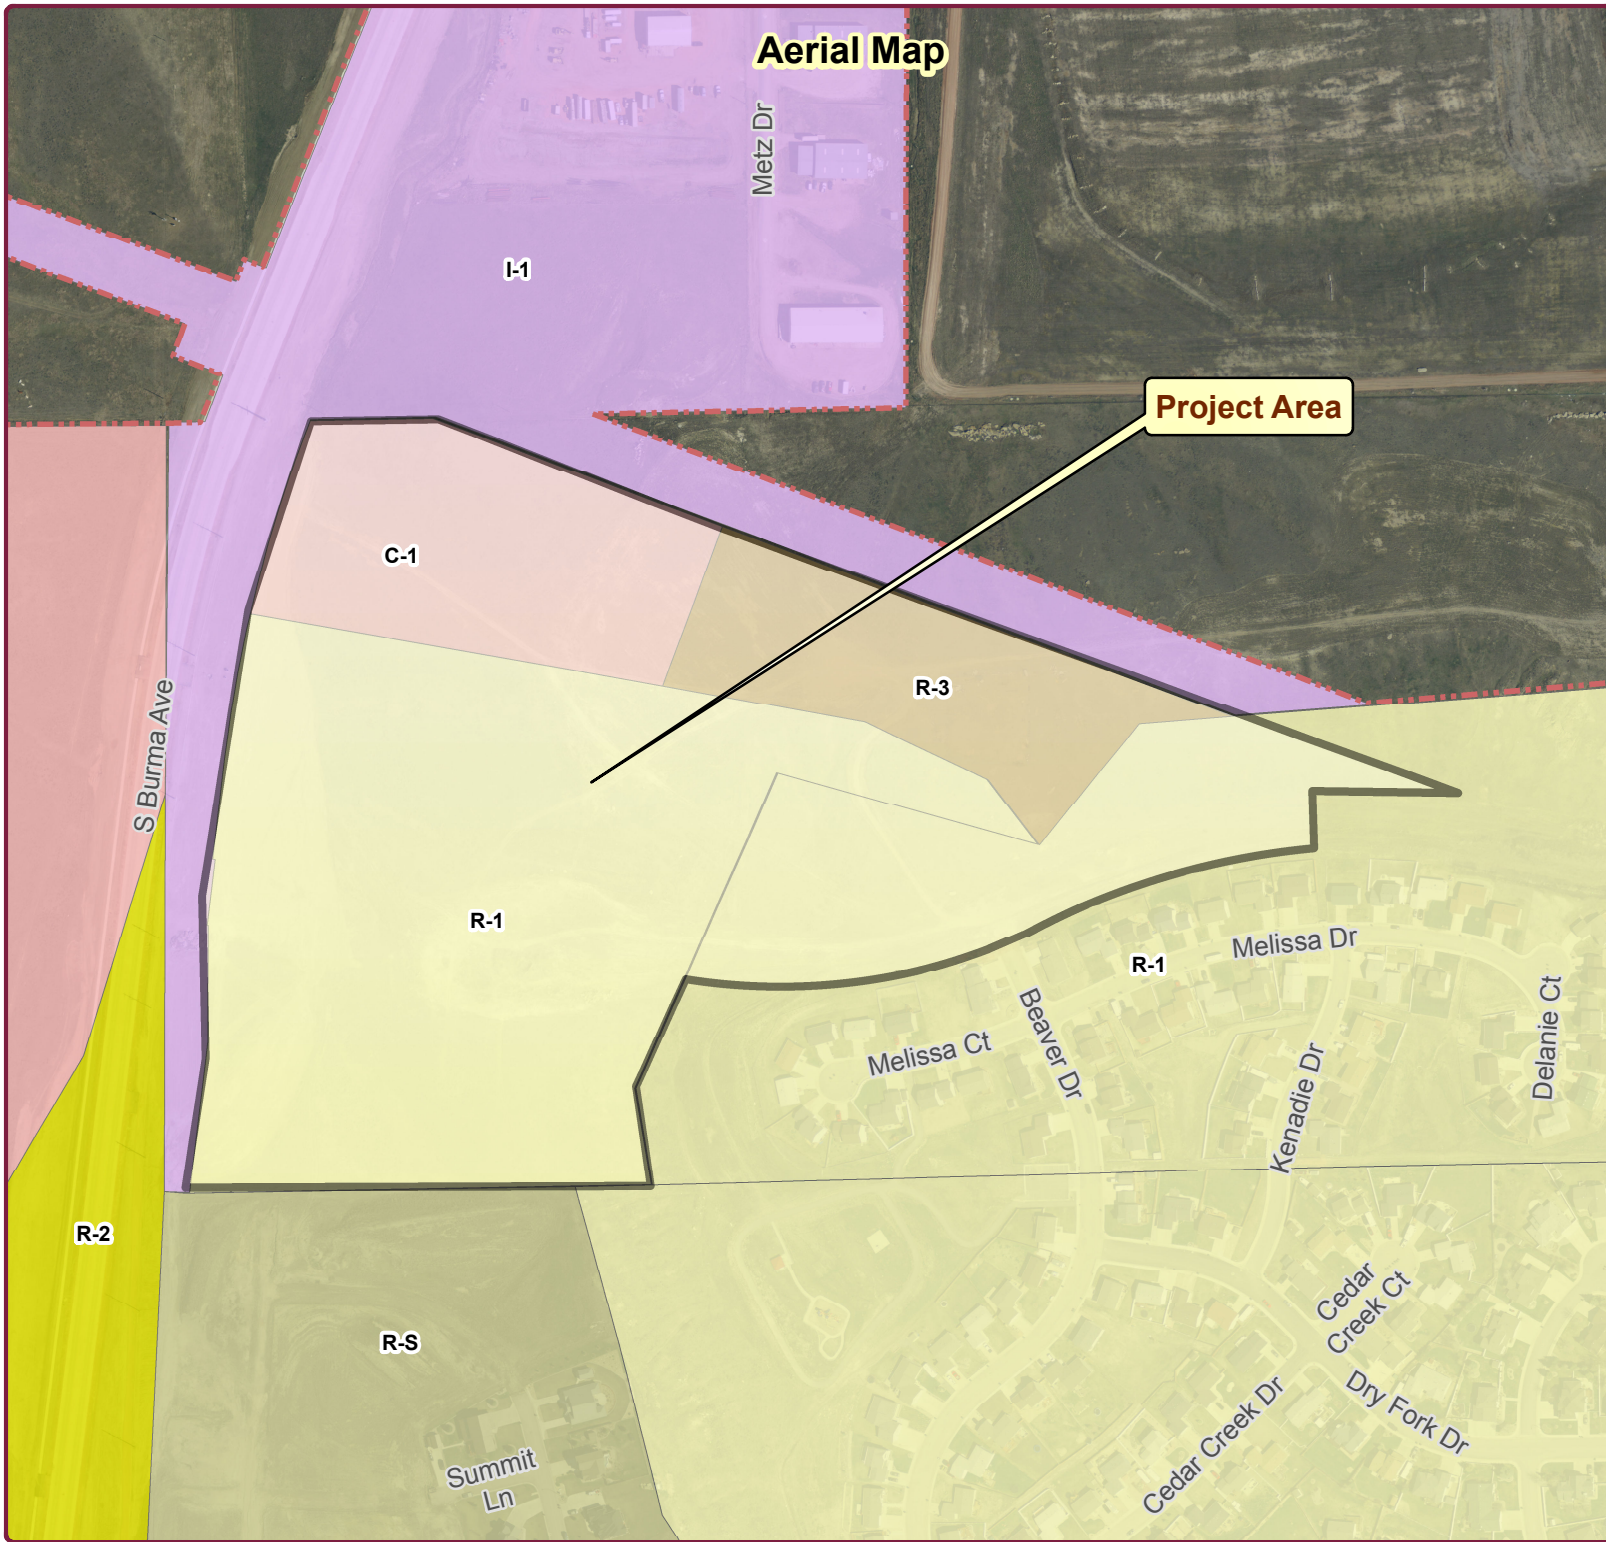 Aerial Map
Metz Dr
I-1
Project Area
C-1
R-3
S Burma Ave
R-1
Melissa Dr
R-1
Beaver Dr
Melissa Ct
Delanie Ct
Kenadie Dr
R-2
Cedar
Creek Ct
R-S
Dry Fork Dr
Cedar Creek Dr
Summit
Ln